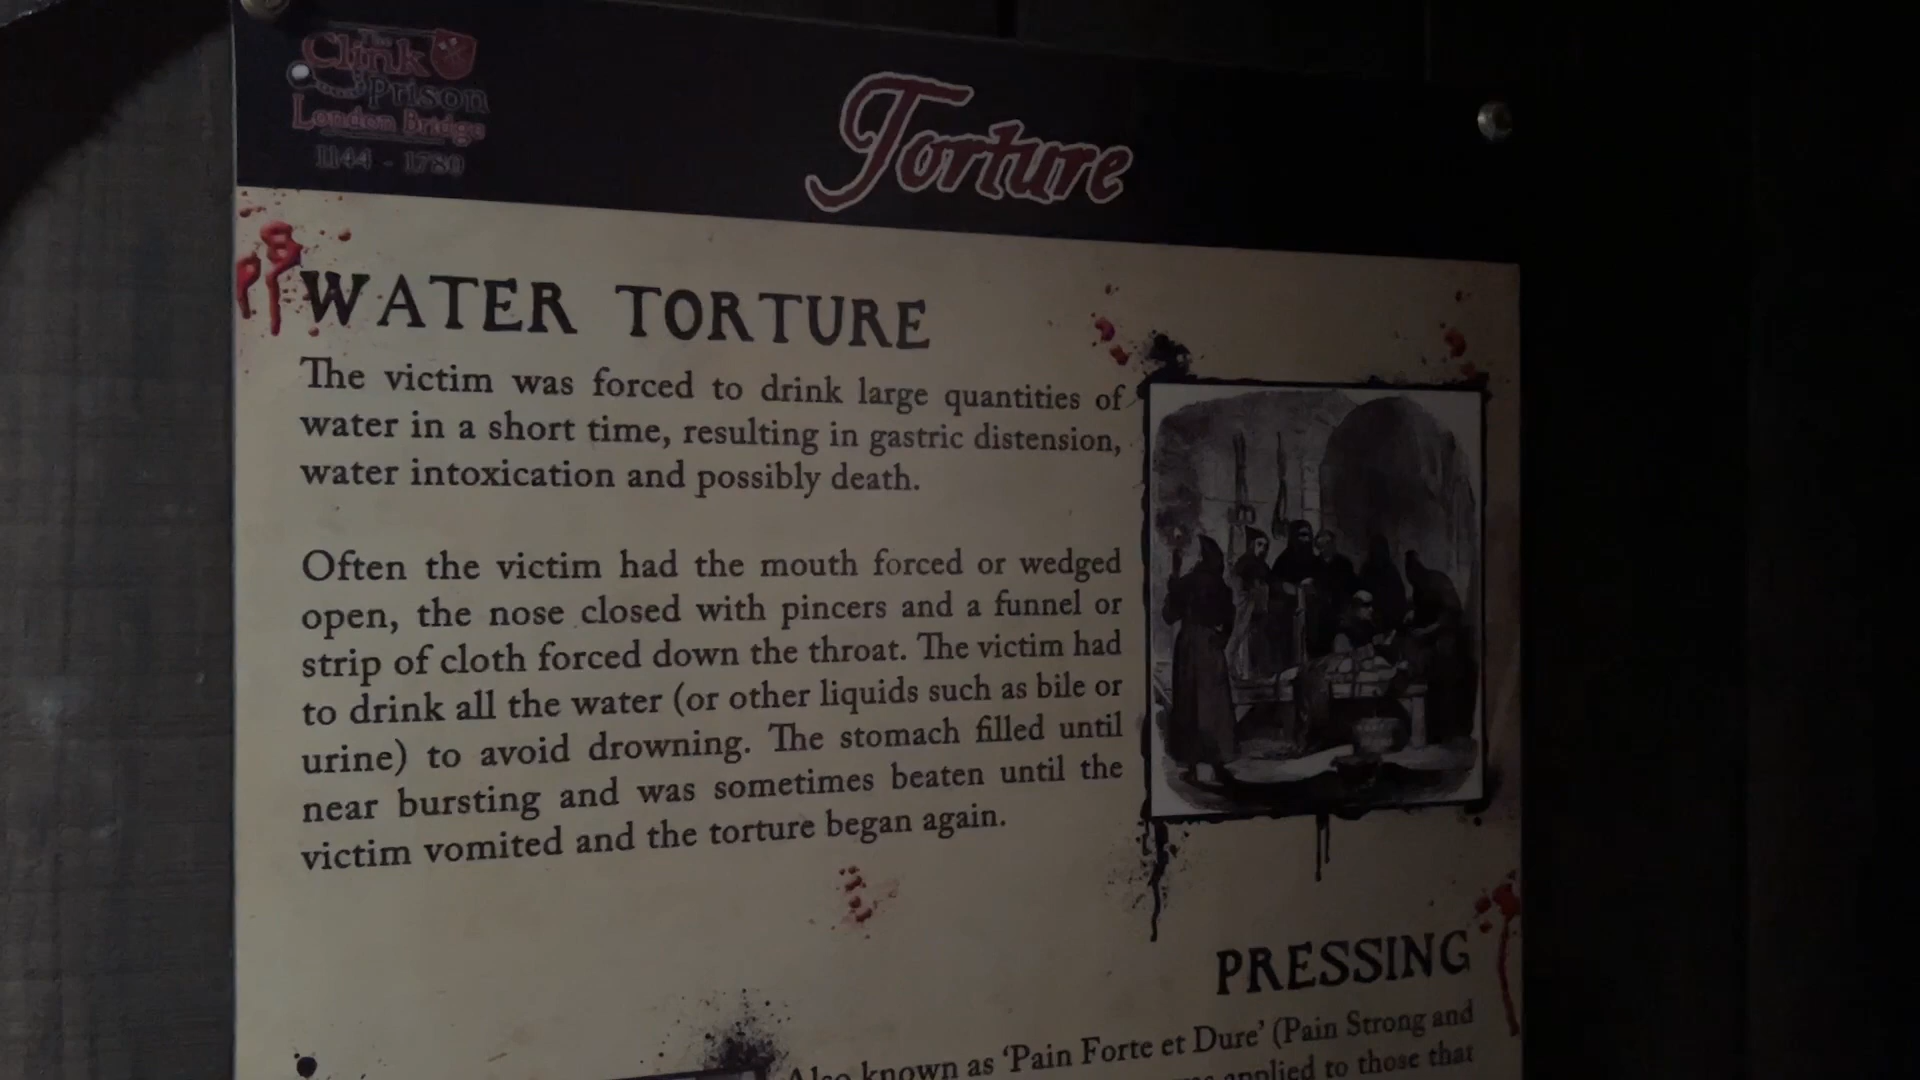 The
Clink
Prison
London Bridge
1144 - 1780
Torture
WATER TORTURE
The victim was forced to drink large quantities of
water in a short time, resulting in gastric distension,
water intoxication and possibly death.
Often the victim had the mouth forced or wedged
open, the nose closed with pincers and a funnel or
strip of cloth forced down the throat. The victim had
to drink all the water (or other liquids such as bile or
urine) to avoid drowning. The stomach filled until
near bursting and was sometimes beaten until the
victim vomited and the torture began again.
PRESSING
Also known as ‘Pain Forte et Dure’ (Pain Strong and
applied to those that